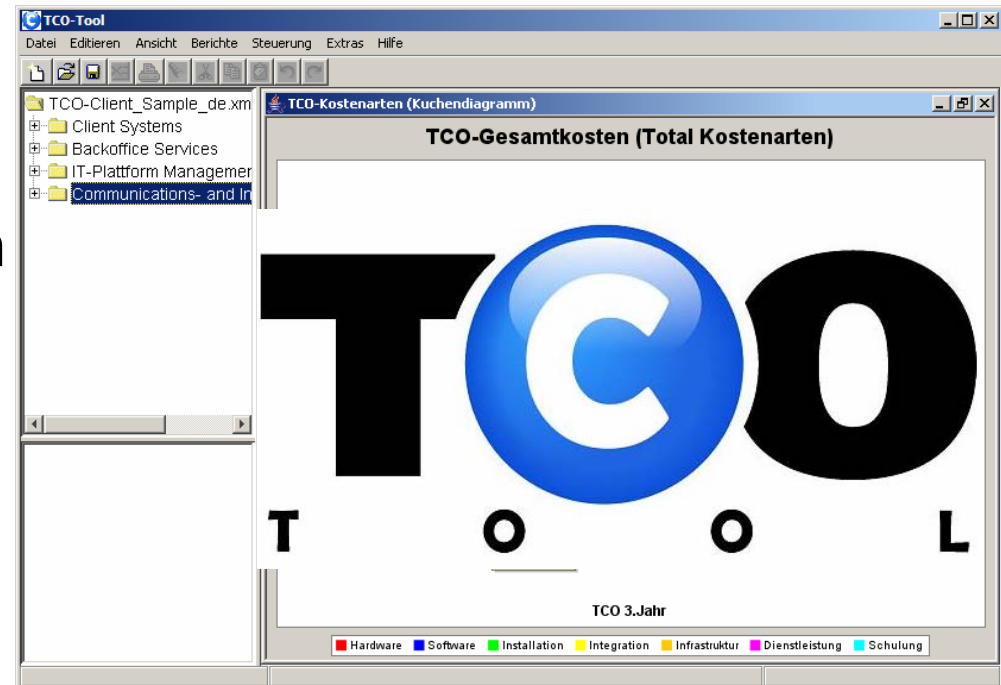 TCO-Tool
Datei Editieren Ansicht Berichte Steuerung Extras Hilfe
TCO-Client_Sample_de.xm
Client Systems
Backoffice Services
IT-Plattform Managemer
Communications- and In
TCO-Kostenarten (Kuchendiagramm)
TCO-Gesamtkosten (Total Kostenarten)
TCO
TOOL
TCO 3.Jahr
Hardware Software Installation Integration Infrastruktur Dienstleistung Schulung